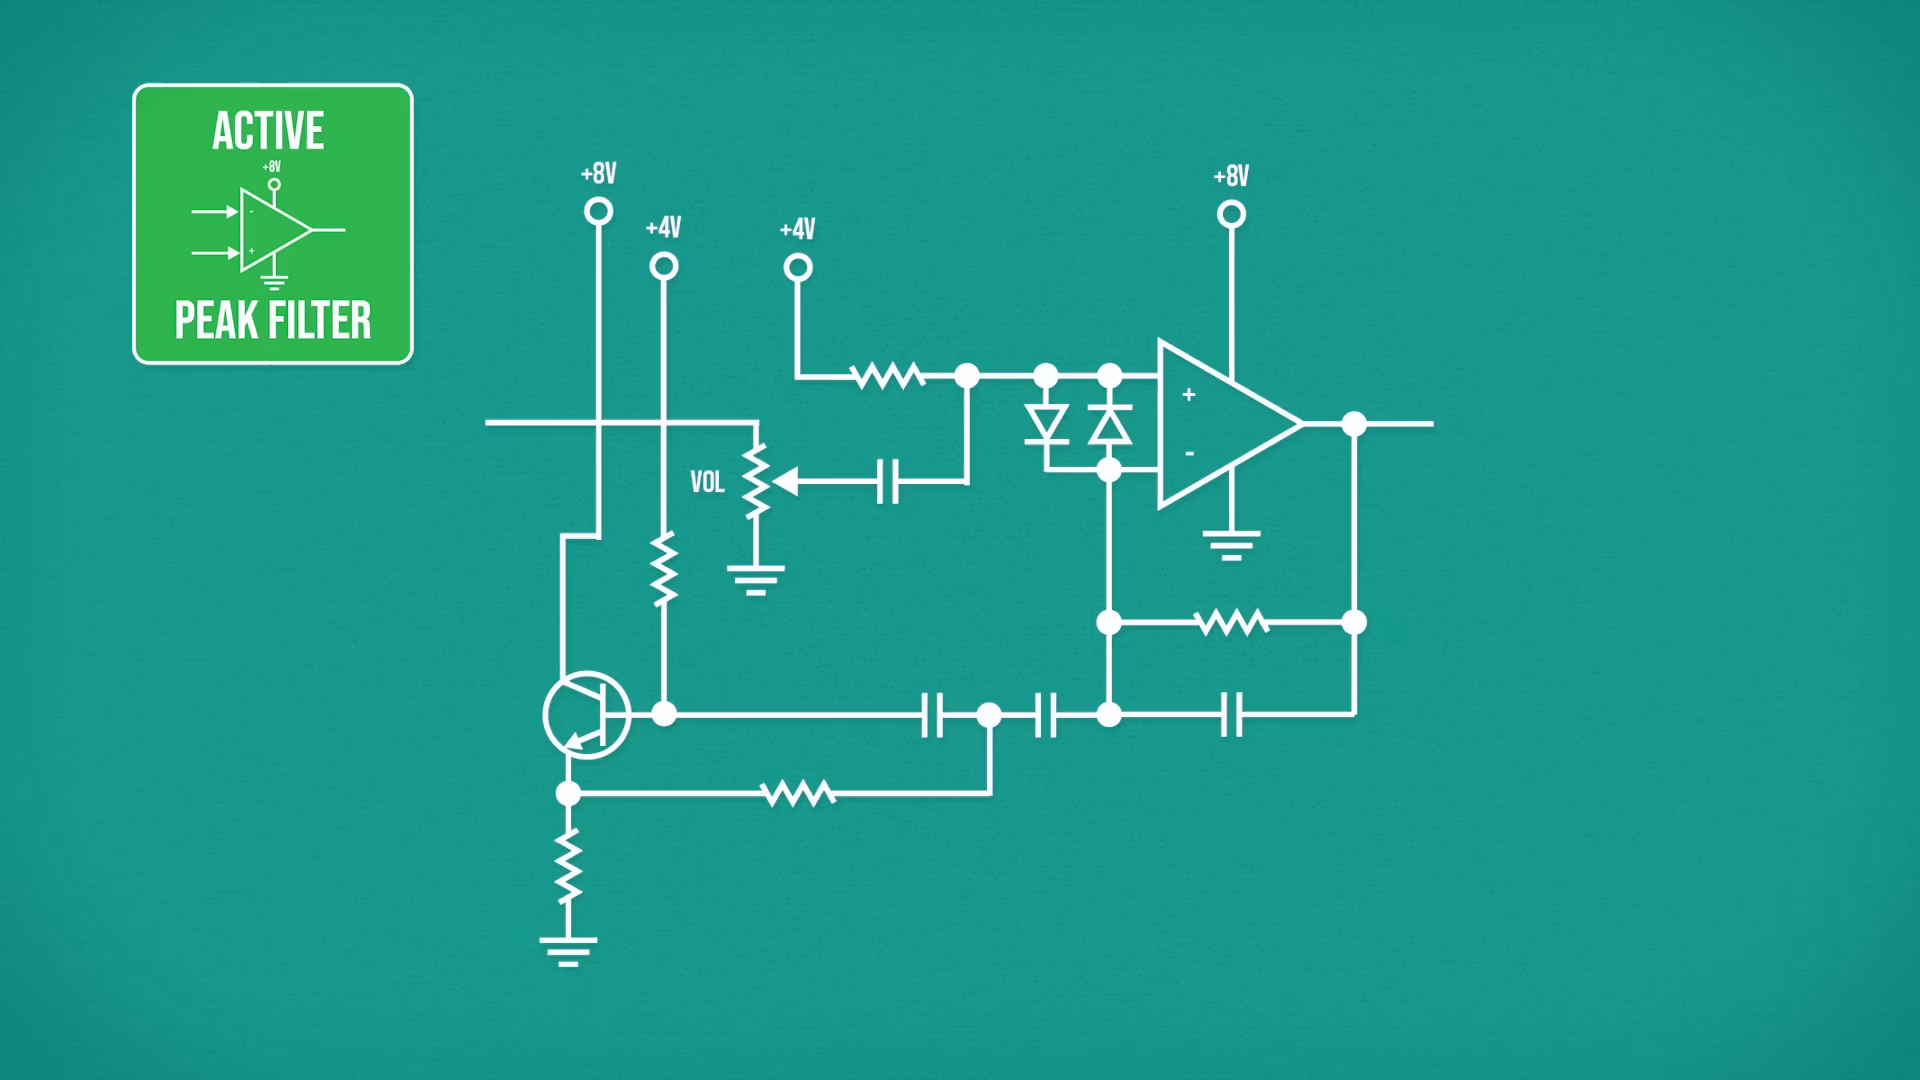 ACTIVE
+8V
-
+
PEAK FILTER
+8V
+4V
+4V
+8V
+
-
VOL